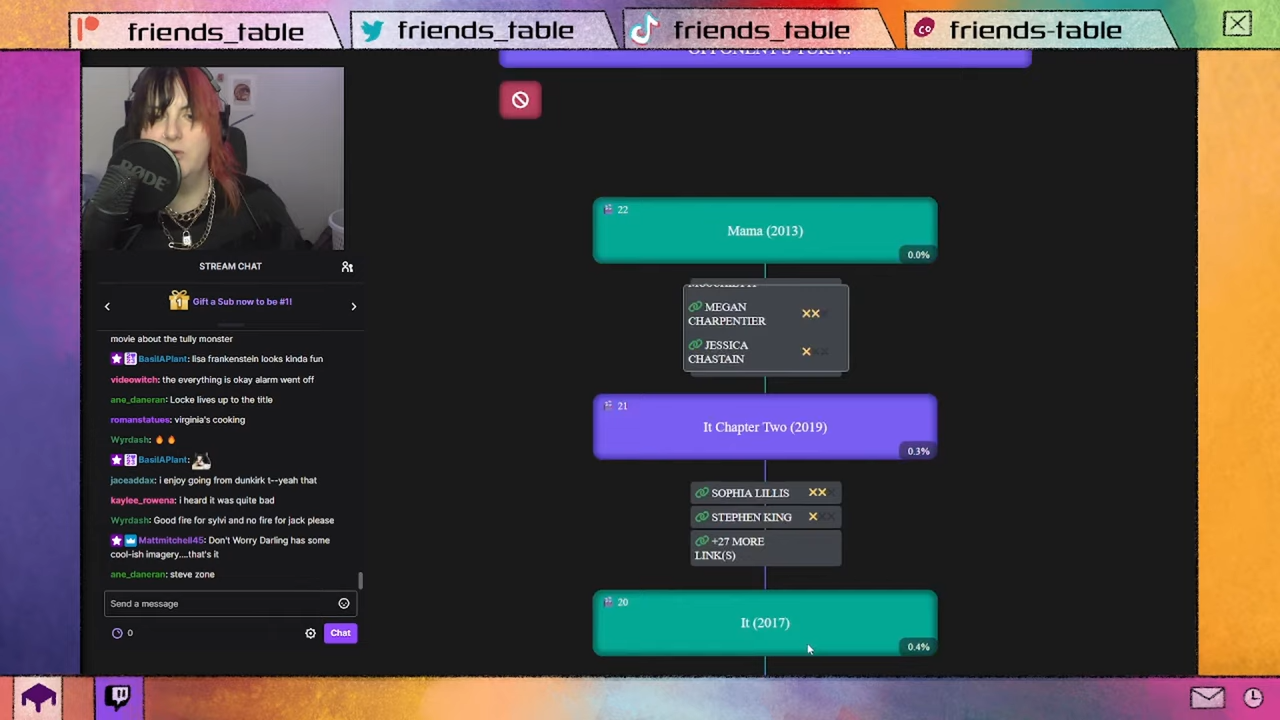 friends_table
friends_table
friends_table
friends-table
OPPONENT'S TURN..
RØDE
STREAM CHAT
Gift a Sub now to be #1!
movie about the tully monster
BasilAPlant: lisa frankenstein looks kinda fun
videowitch: the everything is okay alarm went off
ane_daneran: Locke lives up to the title
romanstatues: virginia's cooking
Wyrdash:
BasilAPlant:
jaceaddax: i enjoy going from dunkirk t--yeah that
kaylee_rowena: i heard it was quite bad
Wyrdash: Good fire for sylvi and no fire for jack please
Mattmitchell45: Don't Worry Darling has some
cool-ish imagery....that's it
ane_daneran: steve zone
Send a message
0
Chat
22
Mama (2013)
0.0%
MEGAN
CHARPENTIER
JESSICA
CHASTAIN
21
It Chapter Two (2019)
0.3%
SOPHIA LILLIS
STEPHEN KING
+27 MORE
LINK(S)
20
It (2017)
0.4%